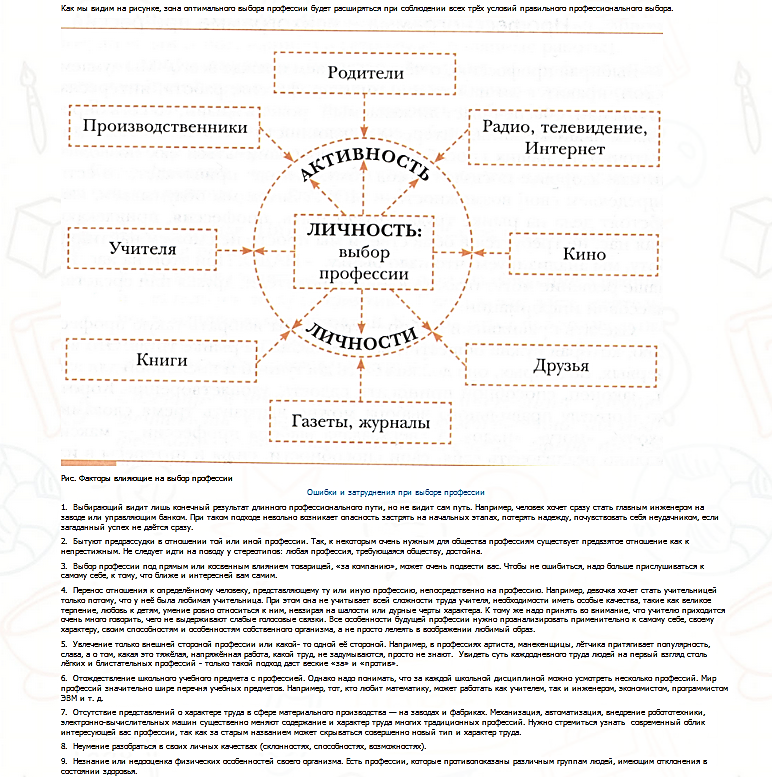 Как мы видим на рисунке, зона оптимального выбора профессии будет расширяться при соблюдении всех трёх условий правильного профессионального выбора.
Родители
Производственники
Радио, телевидение,
Интернет
АКТИВНОСТЬ
Учителя
ЛИЧНОСТЬ:
выбор
профессии
Кино
ЛИЧНОСТИ
Книги
Друзья
Газеты, журналы
Рис. Факторы влияющие на выбор профессии
Ошибки и затруднения при выборе профессии
1. Выбирающий видит лишь конечный результат длинного профессионального пути, но не видит сам путь. Например, человек хочет сразу стать главным инженером на
заводе или управляющим банком. При таком подходе невольно возникает опасность застрять на начальных этапах, потерять надежду, почувствовать себя неудачником, если
загаданный успех не даётся сразу.
2. Бытуют предрассудки в отношении той или иной профессии. Так, к некоторым очень нужным для общества профессиям существует предвзятое отношение как к
непрестижным. Не следует идти на поводу у стереотипов: любая профессия, требующаяся обществу, достойна.
3. Выбор профессии под прямым или косвенным влиянием товарищей, «за компанию», может очень подвести вас. Чтобы не ошибиться, надо больше прислушиваться к
самому себе, к тому, что ближе и интересней вам самим.
4. Перенос отношения к определённому человеку, представляющему ту или иную профессию, непосредственно на профессию. Например, девочка хочет стать учительницей
только потому, что у неё была любимая учительница. При этом она не учитывает всей сложности труда учителя, необходимости иметь особые качества, такие как великое
терпение, любовь к детям, умение ровно относиться к ним, невзирая на шалости или дурные черты характера. К тому же надо принять во внимание, что учителю приходится
очень много говорить, чего не выдерживают слабые голосовые связки. Все особенности будущей профессии нужно проанализировать применительно к самому себе, своему
характеру, своим способностям и особенностям собственного организма, а не просто лелеять в воображении любимый образ.
5. Увлечение только внешней стороной профессии или какой- то одной её стороной. Например, в профессиях артиста, манекенщицы, лётчика притягивает популярность,
слава, а о том, какая это тяжёлая, напряжённая работа, какой труд, не задумываются, просто не знают. Увидеть суть каждодневного труда людей на первый взгляд столь
лёгких и блистательных профессий – только такой подход даст веские «за» и «против».
6. Отождествление школьного учебного предмета с профессией. Однако надо понимать, что за каждой школьной дисциплиной можно усмотреть несколько профессий. Мир
профессий значительно шире перечня учебных предметов. Например, тот, кто любит математику, может работать как учителем, так и инженером, экономистом, программистом
ЭВМ и т. д.
7. Отсутствие представлений о характере труда в сфере материального производства — на заводах и фабриках. Механизация, автоматизация, внедрение робототехники,
электронно-вычислительных машин существенно меняют содержание и характер труда многих традиционных профессий. Нужно стремиться узнать современный облик
интересующей вас профессии, так как за старым названием может скрываться совершенно новый тип и характер труда.
8. Неумение разобраться в своих личных качествах (склонностях, способностях, возможностях).
9. Незнание или недооценка физических особенностей своего организма. Есть профессии, которые противопоказаны различным группам людей, имеющим отклонения в
состоянии здоровья.